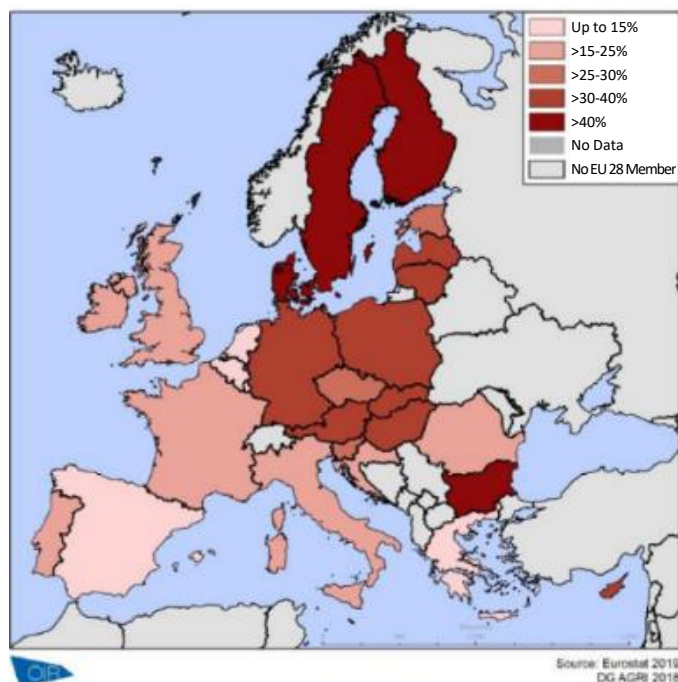 Up to 15%
>15-25%
>25-30%
>30-40%
>40%
No Data
No EU 28 Member
OIR
Source: Eurostat 2019
DG AGRI 2018